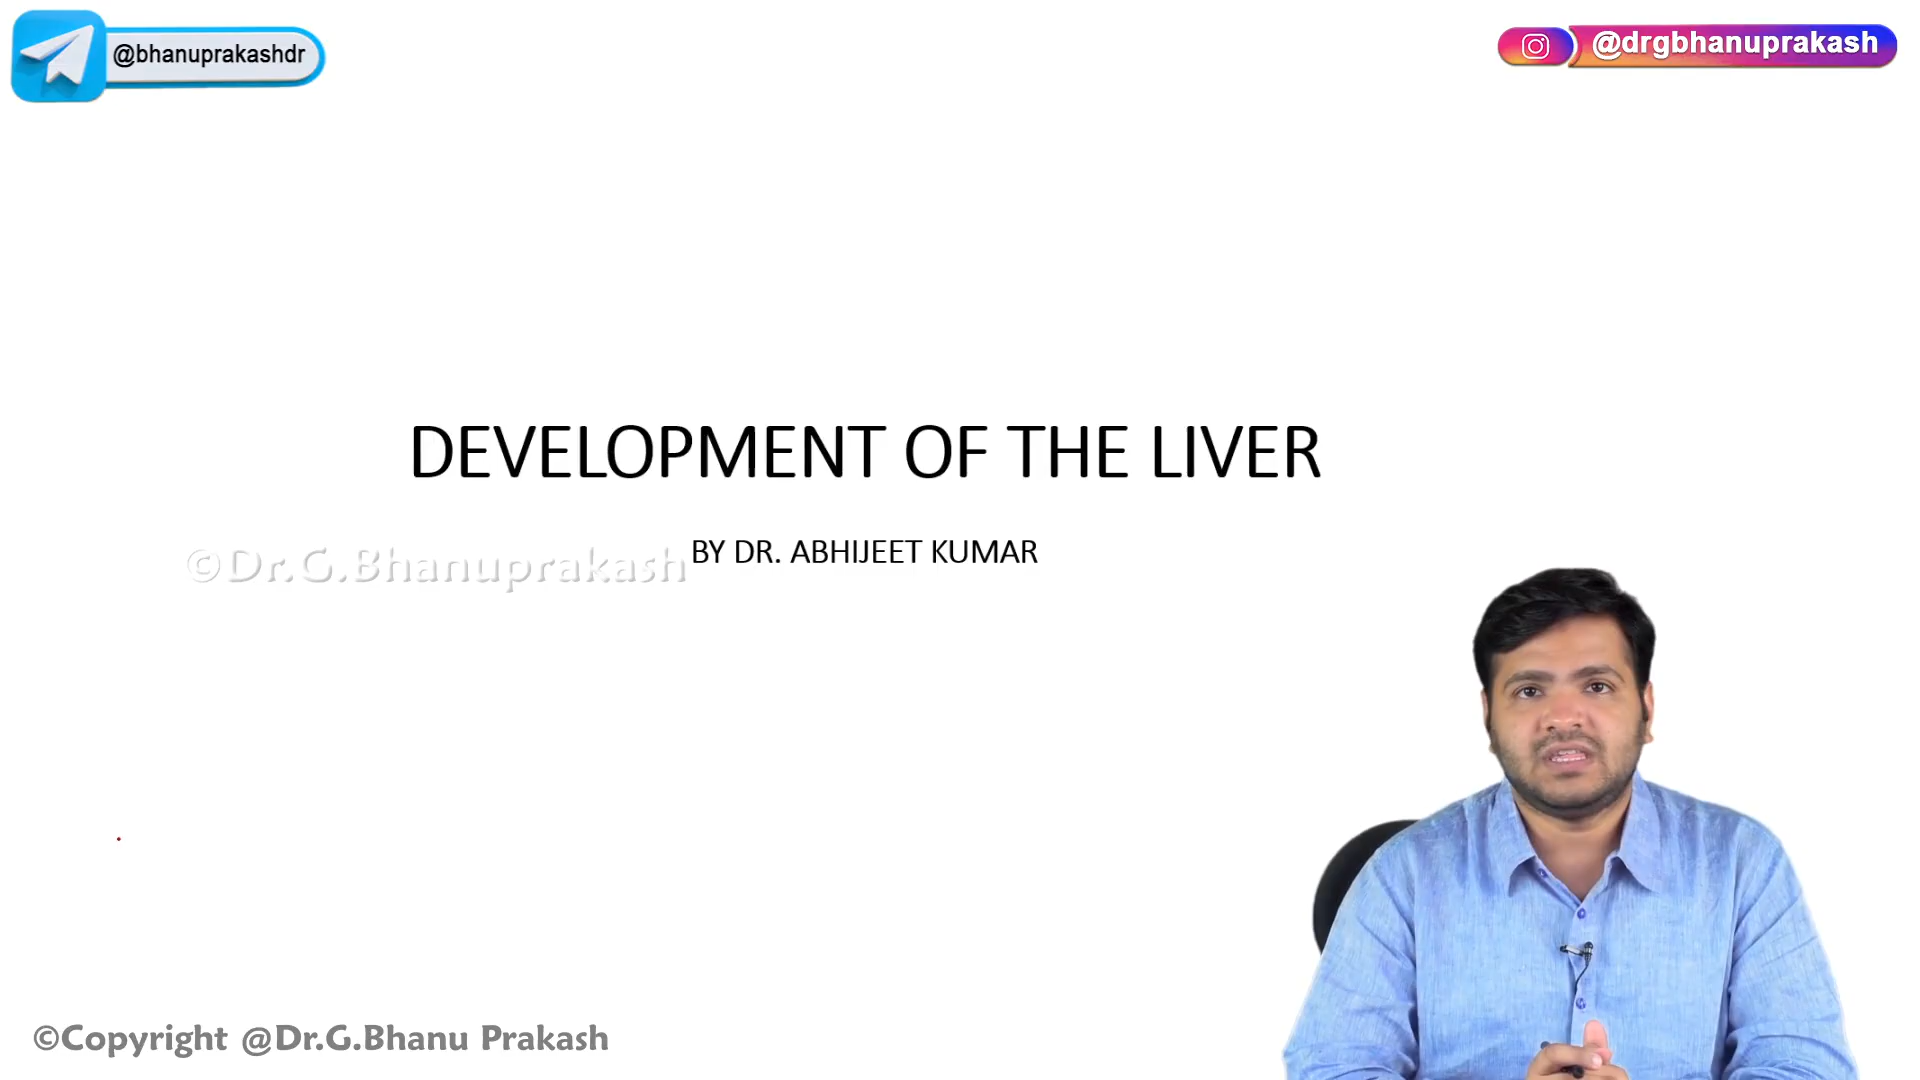 @bhanuprakashdr
@drgbhanuprakash
DEVELOPMENT OF THE LIVER
BY DR. ABHIJEET KUMAR
©Dr.G.Bhanuprakash
©Copyright @Dr.G.Bhanu Prakash